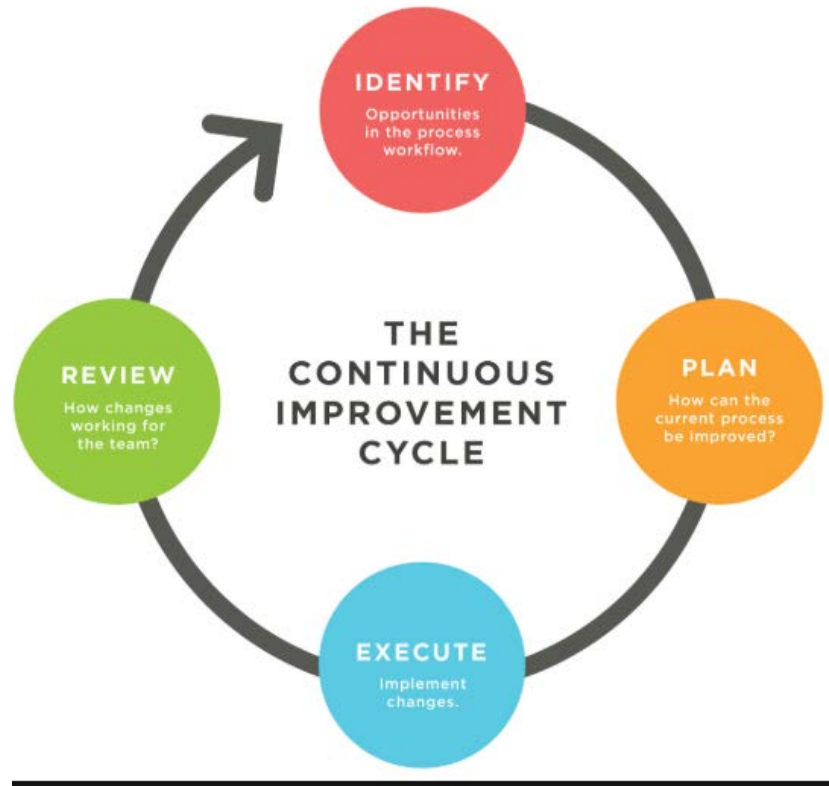 IDENTIFY
Opportunities
in the process
workflow.
THE
CONTINUOUS
IMPROVEMENT
CYCLE
PLAN
How can the
current process
be improved?
EXECUTE
Implement
changes.
REVIEW
How changes
working for
the team?